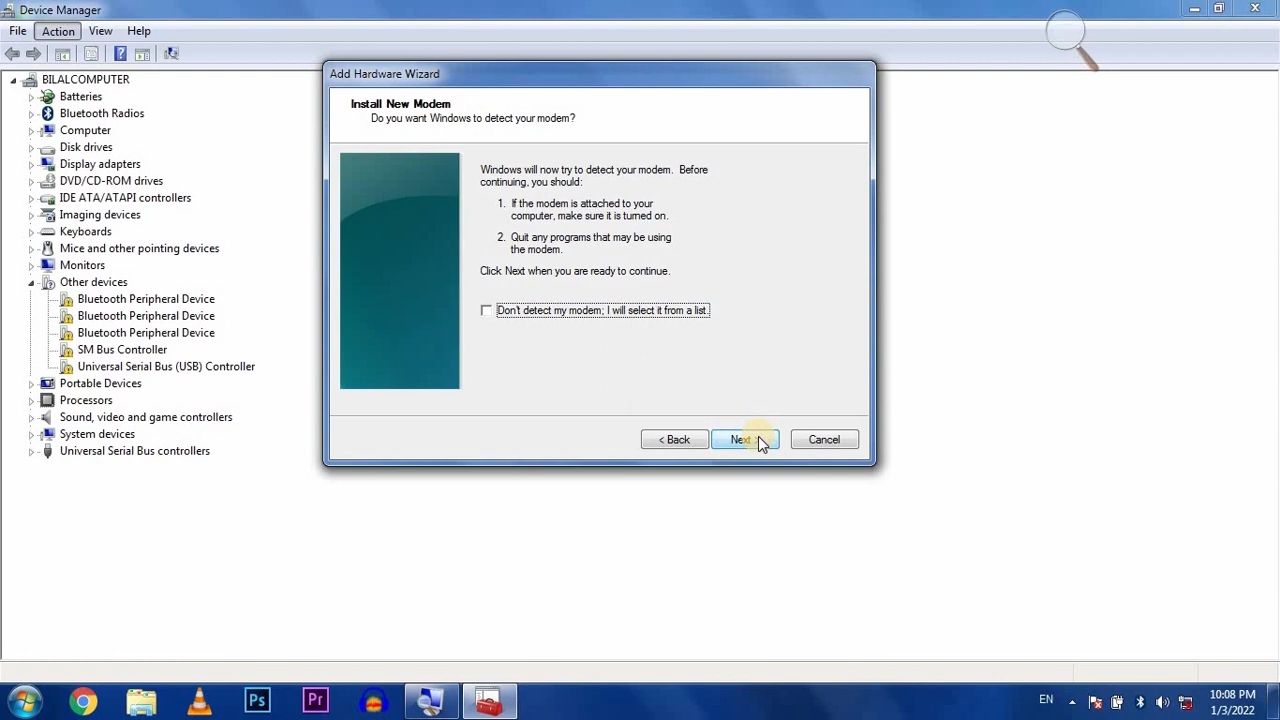 Device Manager
File Action View Help
BILALCOMPUTER
Batteries
Bluetooth Radios
Computer
Disk drives
Display adapters
DVD/CD-ROM drives
IDE ATA/ATAPI controllers
Imaging devices
Keyboards
Mice and other pointing devices
Monitors
Other devices
Bluetooth Peripheral Device
Bluetooth Peripheral Device
Bluetooth Peripheral Device
SM Bus Controller
Universal Serial Bus (USB) Controller
Portable Devices
Processors
Sound, video and game controllers
System devices
Universal Serial Bus controllers
Add Hardware Wizard
Install New Modem
Do you want Windows to detect your modem?
Windows will now try to detect your modem. Before
continuing, you should:
1. If the modem is attached to your
computer, make sure it is turned on.
2. Quit any programs that may be using
the modem.
Click Next when you are ready to continue.
Don't detect my modem; I will select it from a list.
< Back Next > Cancel
Ps Pr EN 10:08 PM
1/3/2022